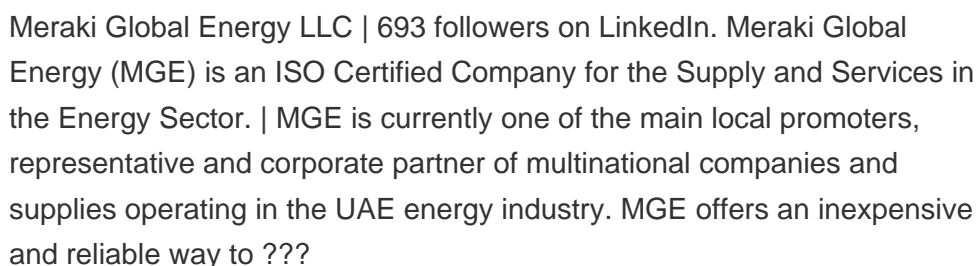 Meraki Global Energy LLC | 693 followers on LinkedIn. Meraki Global
Energy (MGE) is an ISO Certified Company for the Supply and Services in
the Energy Sector. | MGE is currently one of the main local promoters,
representative and corporate partner of multinational companies and
supplies operating in the UAE energy industry. MGE offers an inexpensive
and reliable way to ???